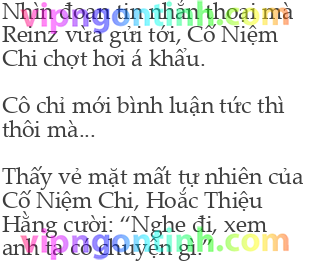 Nhìn đoạn tin nhắn thoại mà
Reinz vừa gửi tới, Cố Niệm
Chi chợt hơi á khẩu.
Cô chỉ mới bình luận tức thì
thôi mà...
Thấy vẻ mặt mất tự nhiên của
Cố Niệm Chi, Hoắc Thiệu
Hằng cười: “Nghe đi, xem
anh ta có chuyện gì.”
vipngontinh.com
vipngontinh.com